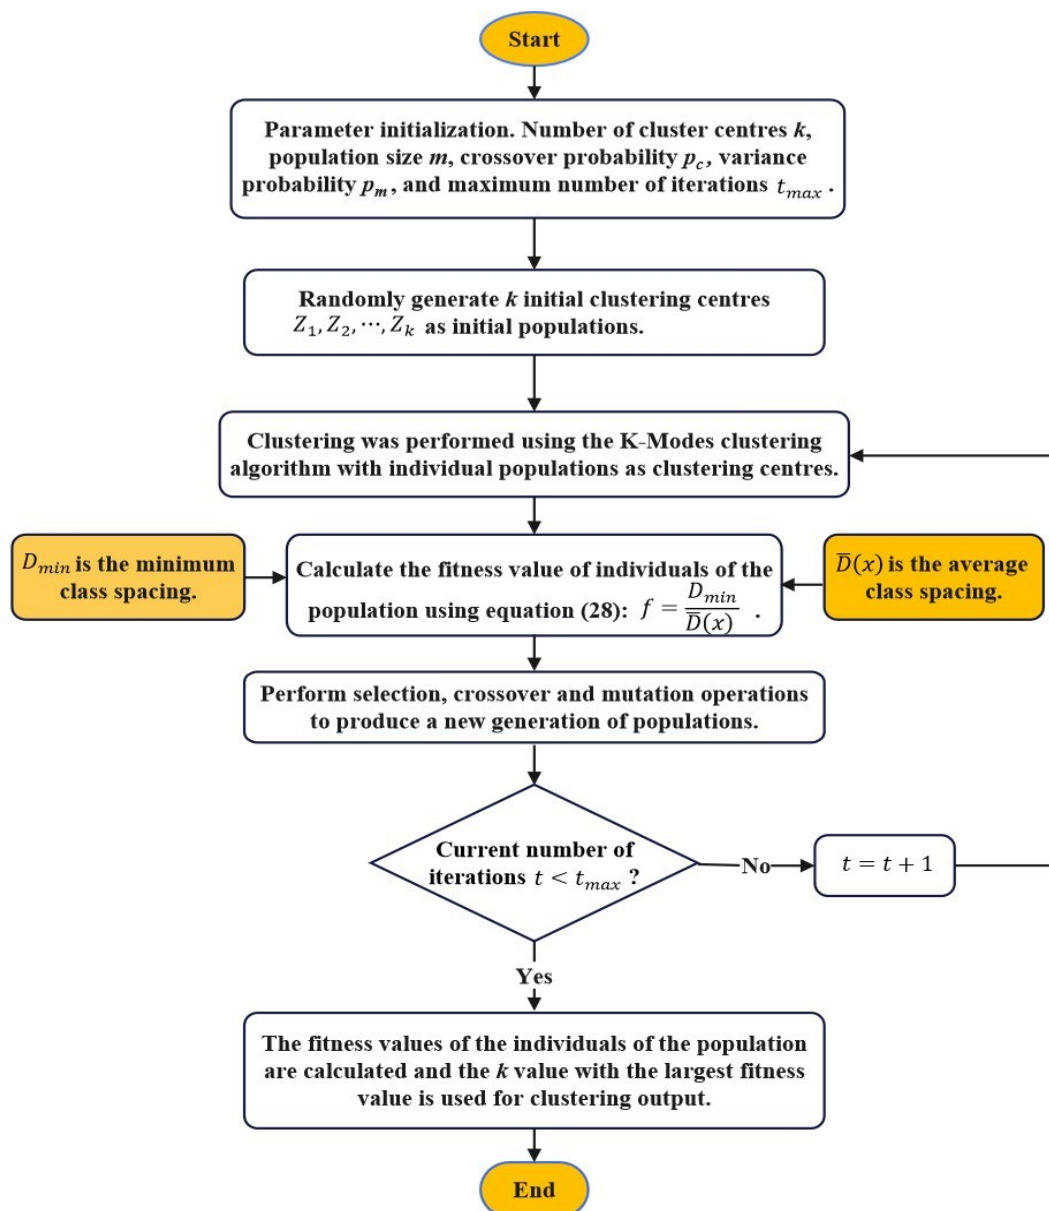 Start
Parameter initialization. Number of cluster centres k,
population size m, crossover probability p_c, variance
probability p_m, and maximum number of iterations t_max .
Randomly generate k initial clustering centres
Z_1, Z_2, ⋯, Z_k as initial populations.
Clustering was performed using the K-Modes clustering
algorithm with individual populations as clustering centres.
D_min is the minimum
class spacing.
Calculate the fitness value of individuals of the
population using equation (28): f = D_min / D̅(x) .
D̅(x) is the average
class spacing.
Perform selection, crossover and mutation operations
to produce a new generation of populations.
Current number of
iterations t < t_max ?
No
t = t + 1
Yes
The fitness values of the individuals of the population
are calculated and the k value with the largest fitness
value is used for clustering output.
End